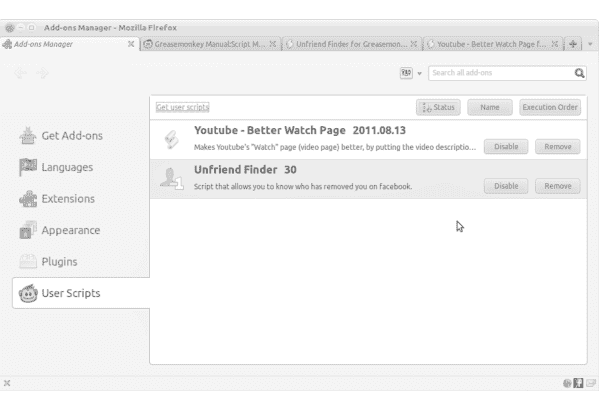 Add-ons Manager - Mozilla Firefox
Add-ons Manager
Greasemonkey Manual:Script M...
Unfriend Finder for Greasemon...
Youtube - Better Watch Page f...
Search all add-ons
Get user scripts
Status
Name
Execution Order
Youtube - Better Watch Page 2011.08.13
Makes Youtube's "Watch" page (video page) better, by putting the video descriptio...
Disable
Remove
Unfriend Finder 30
Script that allows you to know who has removed you on facebook.
Disable
Remove
Get Add-ons
Languages
Extensions
Appearance
Plugins
User Scripts